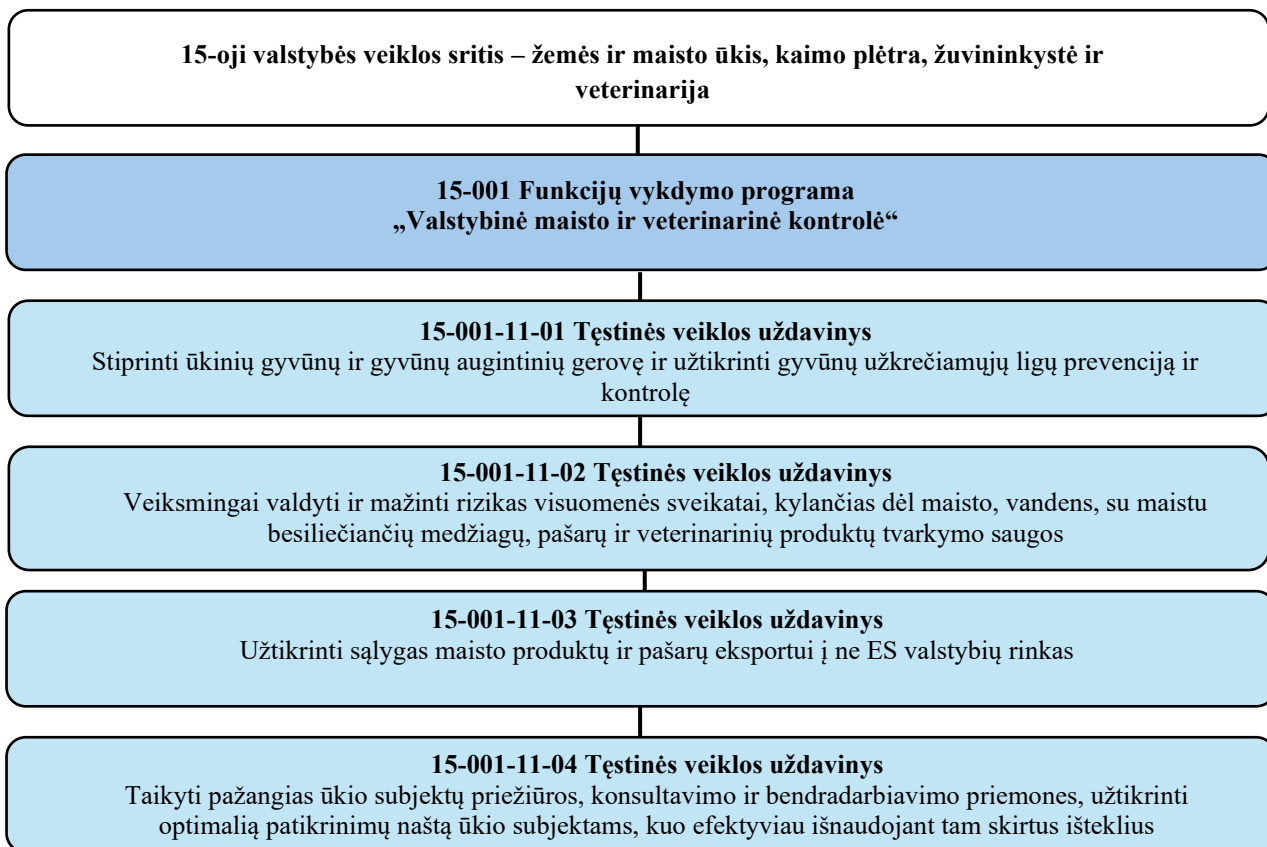 15-oji valstybės veiklos sritis – žemės ir maisto ūkis, kaimo plėtra, žuvininkystė ir
veterinarija
15-001 Funkcijų vykdymo programa
„Valstybinė maisto ir veterinarinė kontrolė“
15-001-11-01 Tęstinės veiklos uždavinys
Stiprinti ūkinių gyvūnų ir gyvūnų augintinių gerovę ir užtikrinti gyvūnų užkrečiamųjų ligų prevenciją ir
kontrolę
15-001-11-02 Tęstinės veiklos uždavinys
Veiksmingai valdyti ir mažinti rizikas visuomenės sveikatai, kylančias dėl maisto, vandens, su maistu
besiliečiančių medžiagų, pašarų ir veterinarinių produktų tvarkymo saugos
15-001-11-03 Tęstinės veiklos uždavinys
Užtikrinti sąlygas maisto produktų ir pašarų eksportui į ne ES valstybių rinkas
15-001-11-04 Tęstinės veiklos uždavinys
Taikyti pažangias ūkio subjektų priežiūros, konsultavimo ir bendradarbiavimo priemones, užtikrinti
optimalią patikrinimų naštą ūkio subjektams, kuo efektyviau išnaudojant tam skirtus išteklius